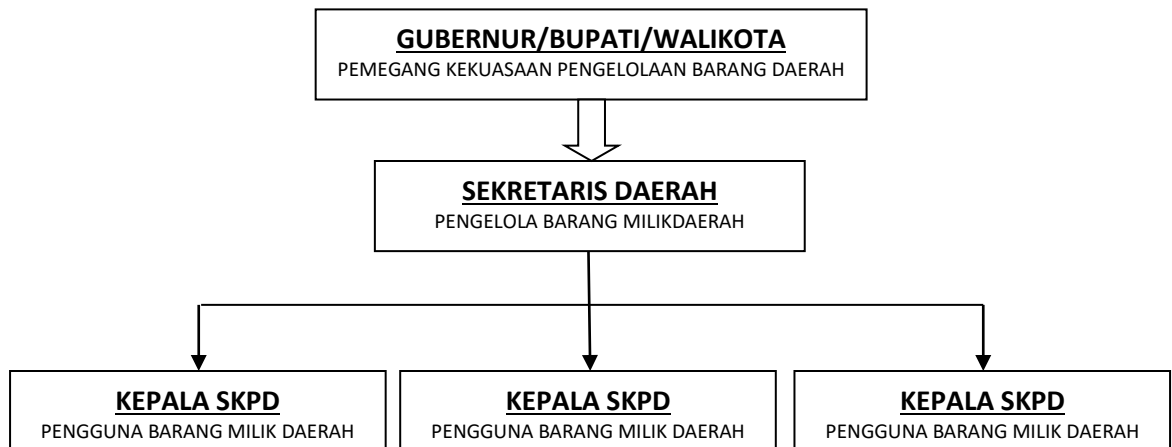 GUBERNUR/BUPATI/WALIKOTA
PEMEGANG KEKUASAAN PENGELOLAAN BARANG DAERAH
SEKRETARIS DAERAH
PENGELOLA BARANG MILIKDAERAH
KEPALA SKPD
PENGGUNA BARANG MILIK DAERAH
KEPALA SKPD
PENGGUNA BARANG MILIK DAERAH
KEPALA SKPD
PENGGUNA BARANG MILIK DAERAH